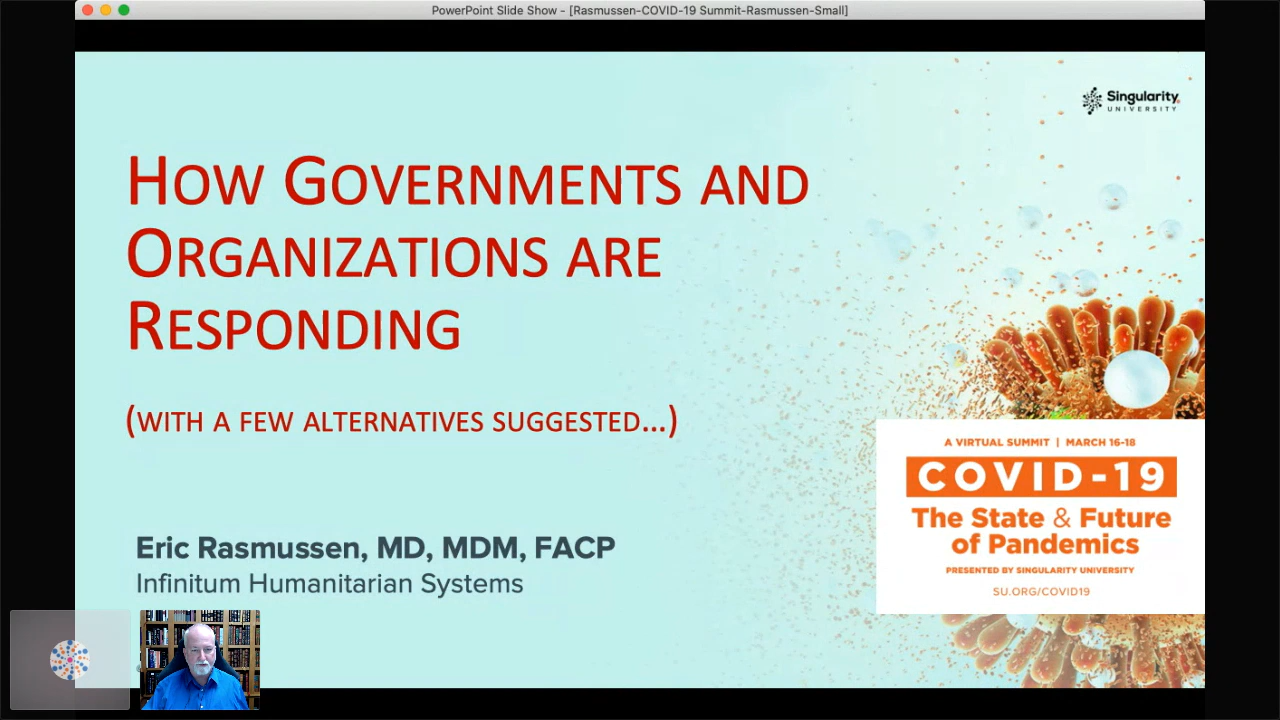 PowerPoint Slide Show - [Rasmussen-COVID-19 Summit-Rasmussen-Small]
Singularity
UNIVERSITY
HOW GOVERNMENTS AND
ORGANIZATIONS ARE
RESPONDING
(WITH A FEW ALTERNATIVES SUGGESTED...)
A VIRTUAL SUMMIT | MARCH 16-18
COVID-19
The State & Future
of Pandemics
PRESENTED BY SINGULARITY UNIVERSITY
SU.ORG/COVID19
Eric Rasmussen, MD, MDM, FACP
Infinitum Humanitarian Systems